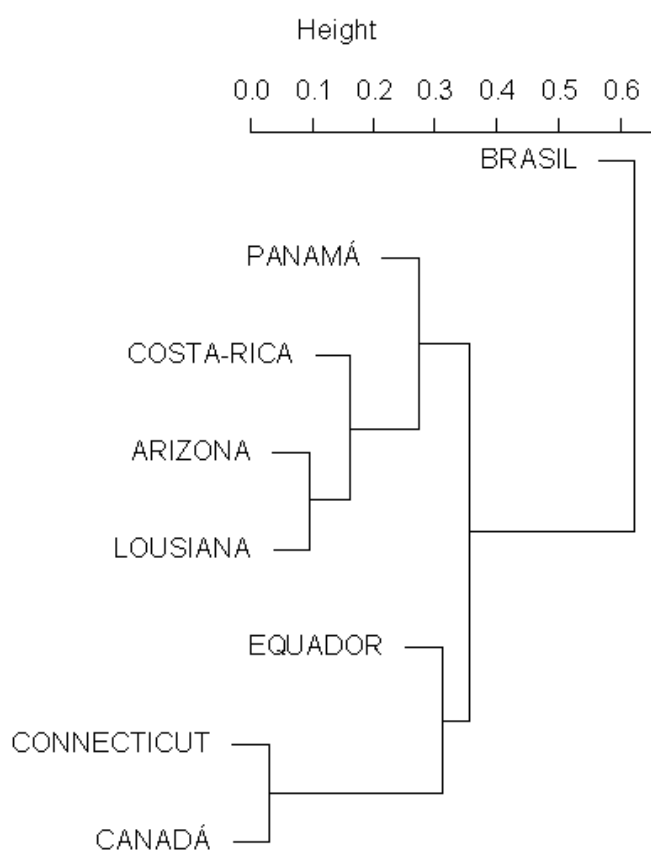 Height
0.0 0.1 0.2 0.3 0.4 0.5 0.6
BRASIL
PANAMÁ
COSTA-RICA
ARIZONA
LOUSIANA
EQUADOR
CONNECTICUT
CANADÁ